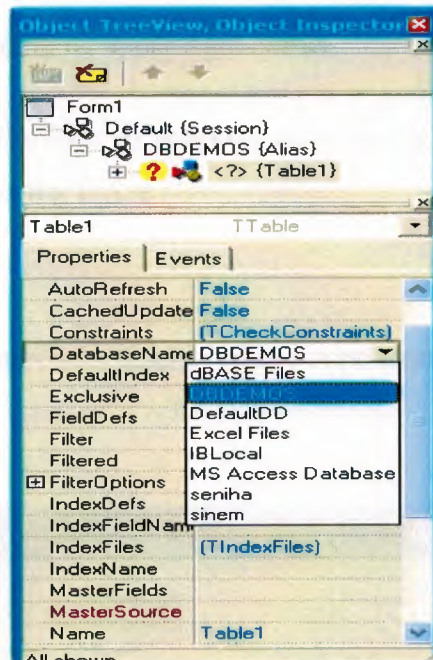 Object TreeView, Object Inspector
Form1
Default {Session}
DBDEMOS {Alias}
<?> {Table1}
Table1 TTable
Properties Events
AutoRefresh False
CachedUpdate False
Constraints (TCheckConstraints)
DatabaseName DBDEMOS
DefaultIndex dBASE Files
Exclusive DBDEMOS
FieldDefs DefaultDD
Filter Excel Files
Filtered IBLocal
FilterOptions MS Access Database
IndexDefs seniha
IndexFieldNam sinem
IndexFiles (TIndexFiles)
IndexName
MasterFields
MasterSource
Name Table1
All shown